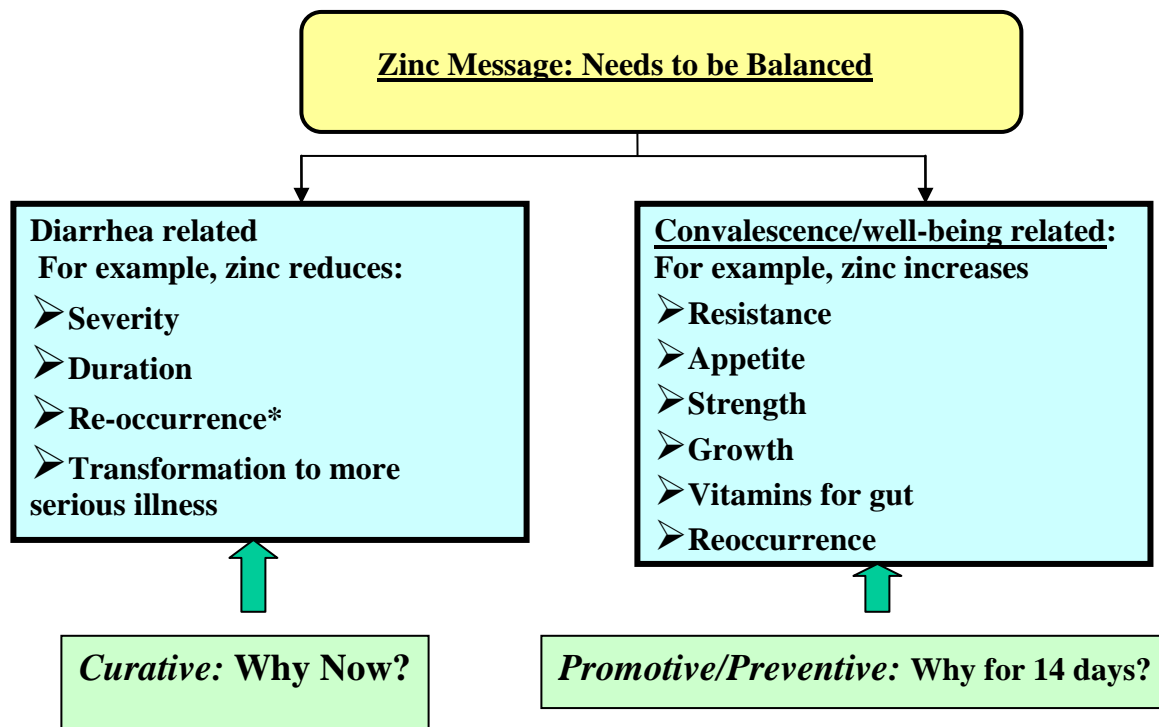 Zinc Message: Needs to be Balanced
Diarrhea related
For example, zinc reduces:
➢Severity
➢Duration
➢Re-occurrence*
➢Transformation to more
serious illness
Convalescence/well-being related:
For example, zinc increases
➢Resistance
➢Appetite
➢Strength
➢Growth
➢Vitamins for gut
➢Reoccurrence
Curative: Why Now?
Promotive/Preventive: Why for 14 days?